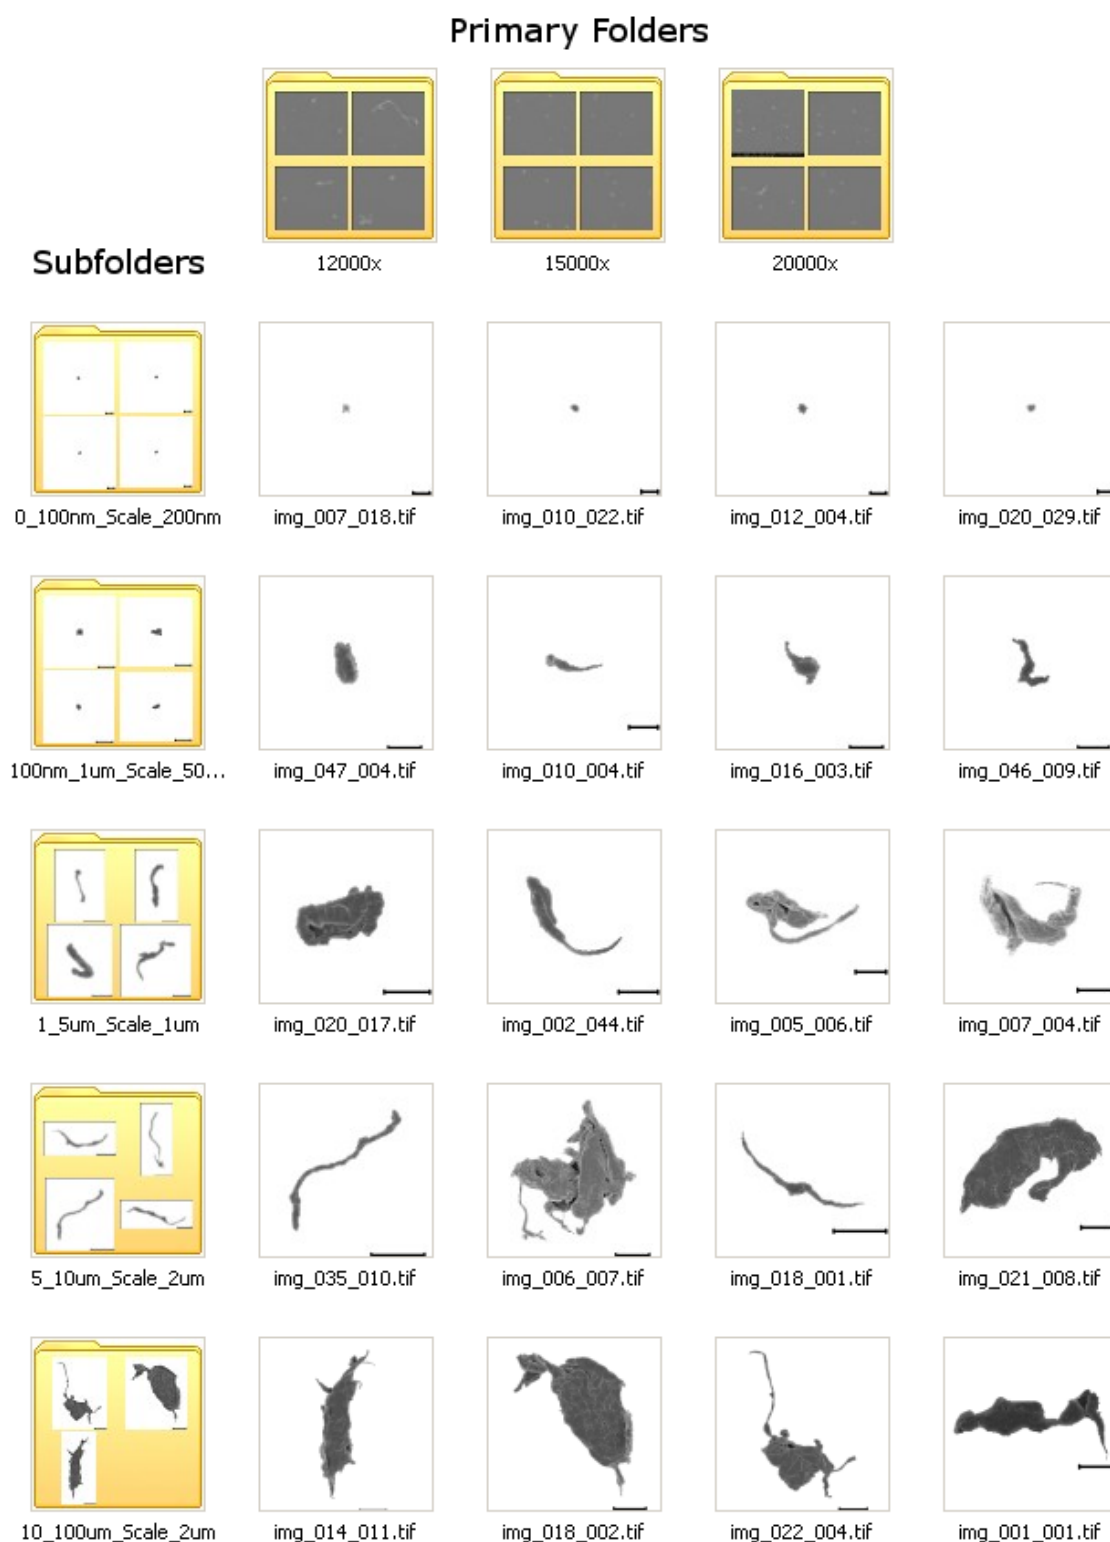 Primary Folders
12000x
15000x
20000x
Subfolders
0_100nm_Scale_200nm
img_007_018.tif
img_010_022.tif
img_012_004.tif
img_020_029.tif
100nm_1um_Scale_50...
img_047_004.tif
img_010_004.tif
img_016_003.tif
img_046_009.tif
1_5um_Scale_1um
img_020_017.tif
img_002_044.tif
img_005_006.tif
img_007_004.tif
5_10um_Scale_2um
img_035_010.tif
img_006_007.tif
img_018_001.tif
img_021_008.tif
10_100um_Scale_2um
img_014_011.tif
img_018_002.tif
img_022_004.tif
img_001_001.tif